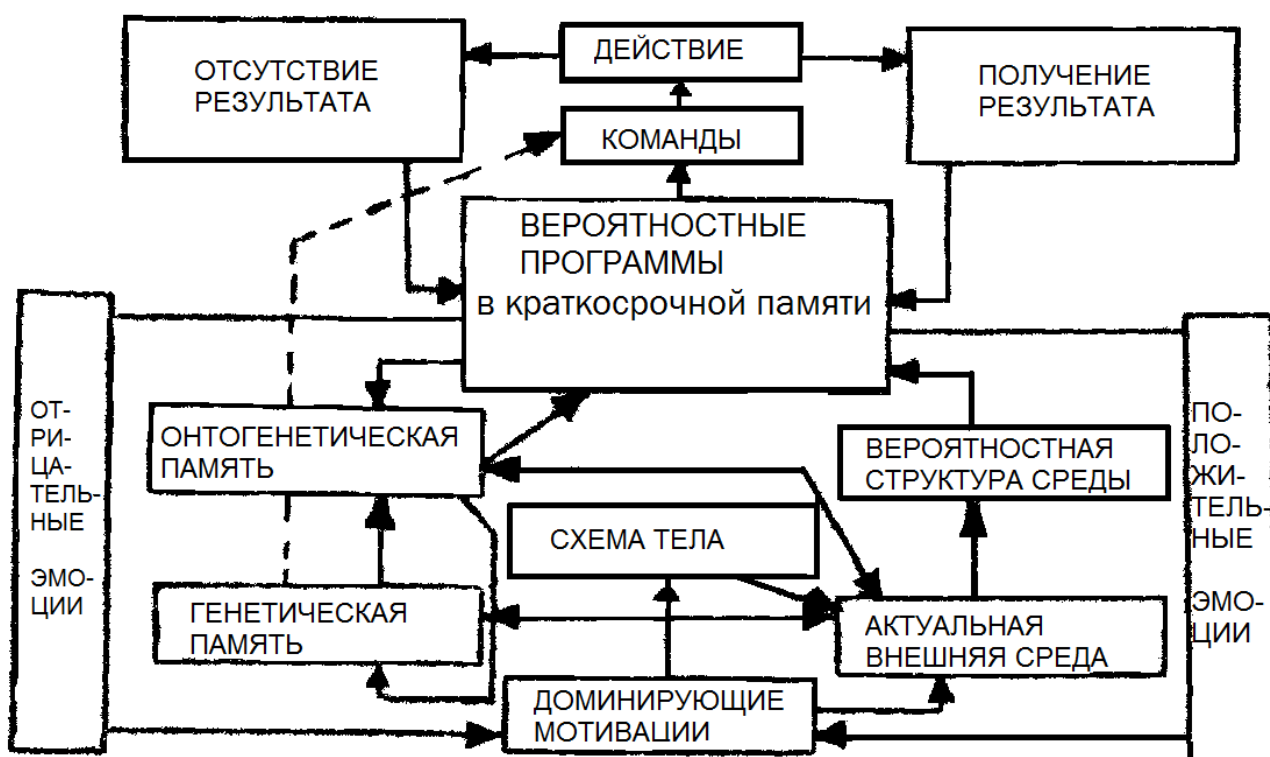 ОТСУТСТВИЕ
РЕЗУЛЬТАТА
ДЕЙСТВИЕ
ПОЛУЧЕНИЕ
РЕЗУЛЬТАТА
КОМАНДЫ
ВЕРОЯТНОСТНЫЕ
ПРОГРАММЫ
в краткосрочной памяти
ОТ-
РИ-
ЦА-
ТЕЛЬ-
НЫЕ
ЭМО-
ЦИИ
ОНТОГЕНЕТИЧЕСКАЯ
ПАМЯТЬ
ВЕРОЯТНОСТНАЯ
СТРУКТУРА СРЕДЫ
СХЕМА ТЕЛА
ГЕНЕТИЧЕСКАЯ
ПАМЯТЬ
АКТУАЛЬНАЯ
ВНЕШНЯЯ СРЕДА
ДОМИНИРУЮЩИЕ
МОТИВАЦИИ
ПО-
ЛО-
ЖИ-
ТЕЛЬ-
НЫЕ
ЭМО-
ЦИИ